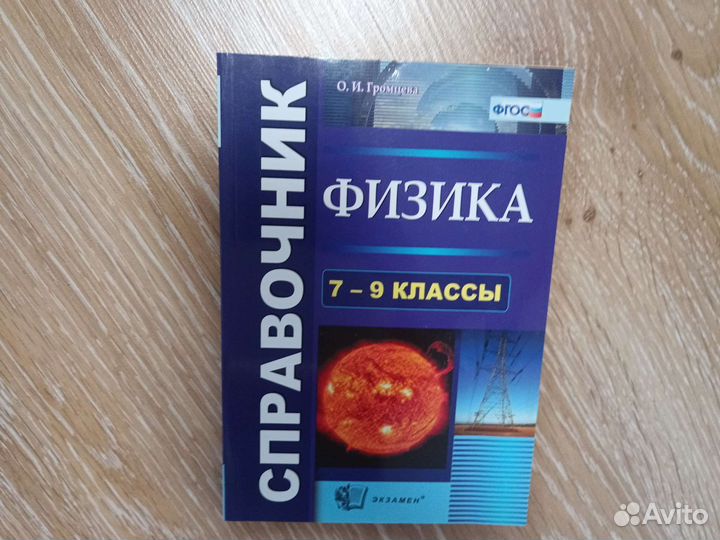 О. И. Громцева
ФГОС
СПРАВОЧНИК
ФИЗИКА
7 – 9 КЛАССЫ
ЭКЗАМЕН®
Avito